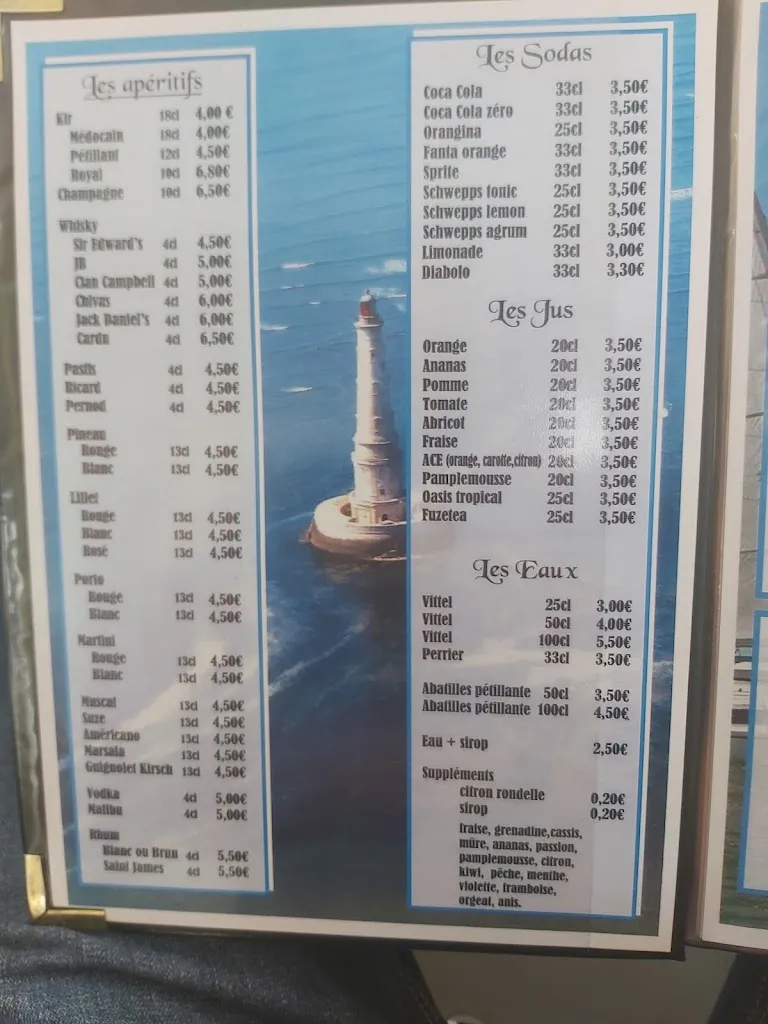 Les apéritifs
Kir 18cl 4,00 €
Médocain 18cl 4,00€
Pétillant 12cl 4,50€
Royal 10cl 6,80€
Champagne 10cl 6,50€
Whisky
Sir Edward's 4cl 4,50€
JB 4cl 5,00€
Clan Campbell 4cl 5,00€
Chivas 4cl 6,00€
Jack Daniel's 4cl 6,00€
Cardu 4cl 6,50€
Pastis 4cl 4,50€
Ricard 4cl 4,50€
Pernod 4cl 4,50€
Pineau
Rouge 13cl 4,50€
Blanc 13cl 4,50€
Lillet
Rouge 13cl 4,50€
Blanc 13cl 4,50€
Rosé 13cl 4,50€
Porto
Rouge 13cl 4,50€
Blanc 13cl 4,50€
Martini
Rouge 13cl 4,50€
Blanc 13cl 4,50€
Muscat 13cl 4,50€
Suze 13cl 4,50€
Américano 13cl 4,50€
Marsala 13cl 4,50€
Guignolet Kirsch 13cl 4,50€
Vodka 4cl 5,00€
Malibu 4cl 5,00€
Rhum
Blanc ou Brun 4cl 5,50€
Saint James 4cl 5,50€
Les Sodas
Coca Cola 33cl 3,50€
Coca Cola zéro 33cl 3,50€
Orangina 25cl 3,50€
Fanta orange 33cl 3,50€
Sprite 33cl 3,50€
Schwepps tonic 25cl 3,50€
Schwepps lemon 25cl 3,50€
Schwepps agrum 25cl 3,50€
Limonade 33cl 3,00€
Diabolo 33cl 3,30€
Les Jus
Orange 20cl 3,50€
Ananas 20cl 3,50€
Pomme 20cl 3,50€
Tomate 20cl 3,50€
Abricot 20cl 3,50€
Fraise 20cl 3,50€
ACE (orange, carotte,citron) 20cl 3,50€
Pamplemousse 20cl 3,50€
Oasis tropical 25cl 3,50€
Fuzetea 25cl 3,50€
Les Eaux
Vittel 25cl 3,00€
Vittel 50cl 4,00€
Vittel 100cl 5,50€
Perrier 33cl 3,50€
Abatilles pétillante 50cl 3,50€
Abatilles pétillante 100cl 4,50€
Eau + sirop 2,50€
Suppléments
citron rondelle 0,20€
sirop 0,20€
fraise, grenadine,cassis,
mûre, ananas, passion,
pamplemousse, citron,
kiwi, pêche, menthe,
violette, framboise,
orgeat, anis.